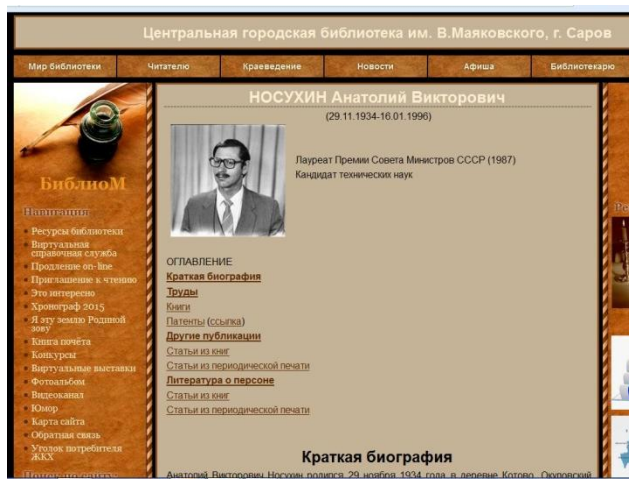 Центральная городская библиотека им. В.Маяковского, г. Саров
Мир библиотеки
Читателю
Краеведение
Новости
Афиша
Библиотекарю
БиблиоМ
Навигация
Ресурсы библиотеки
Виртуальная
справочная служба
Продление on-line
Приглашение к чтению
Это интересно
Хронограф 2015
Я эту землю Родиной
зову
Книга почёта
Конкурсы
Виртуальные выставки
Фотоальбом
Видеоканал
Юмор
Карта сайта
Обратная связь
Уголок потребителя
ЖКХ
Поиск по сайту:
НОСУХИН Анатолий Викторович
(29.11.1934-16.01.1996)
Лауреат Премии Совета Министров СССР (1987)
Кандидат технических наук
ОГЛАВЛЕНИЕ
Краткая биография
Труды
Книги
Патенты (ссылка)
Другие публикации
Статьи из книг
Статьи из периодической печати
Литература о персоне
Статьи из книг
Статьи из периодической печати
Краткая биография
Анатолий Викторович Носухин родился 29 ноября 1934 года в деревне Котово, Окуловский